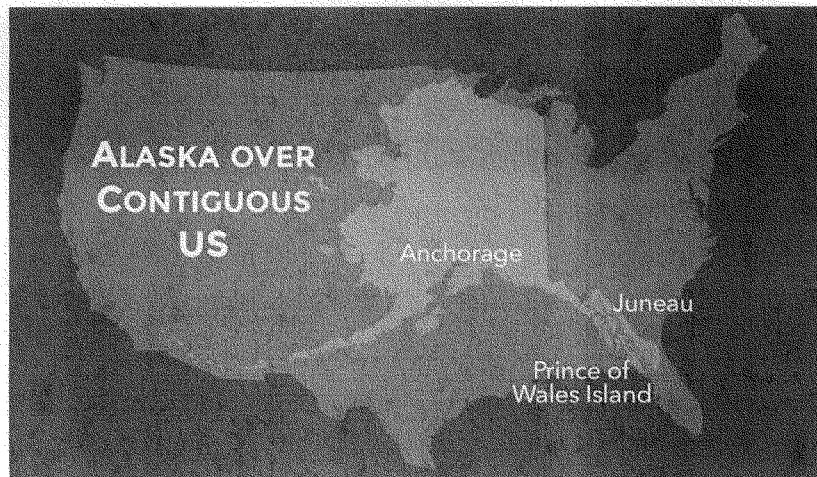 ALASKA OVER
CONTIGUOUS
US
Anchorage
Juneau
Prince of
Wales Island